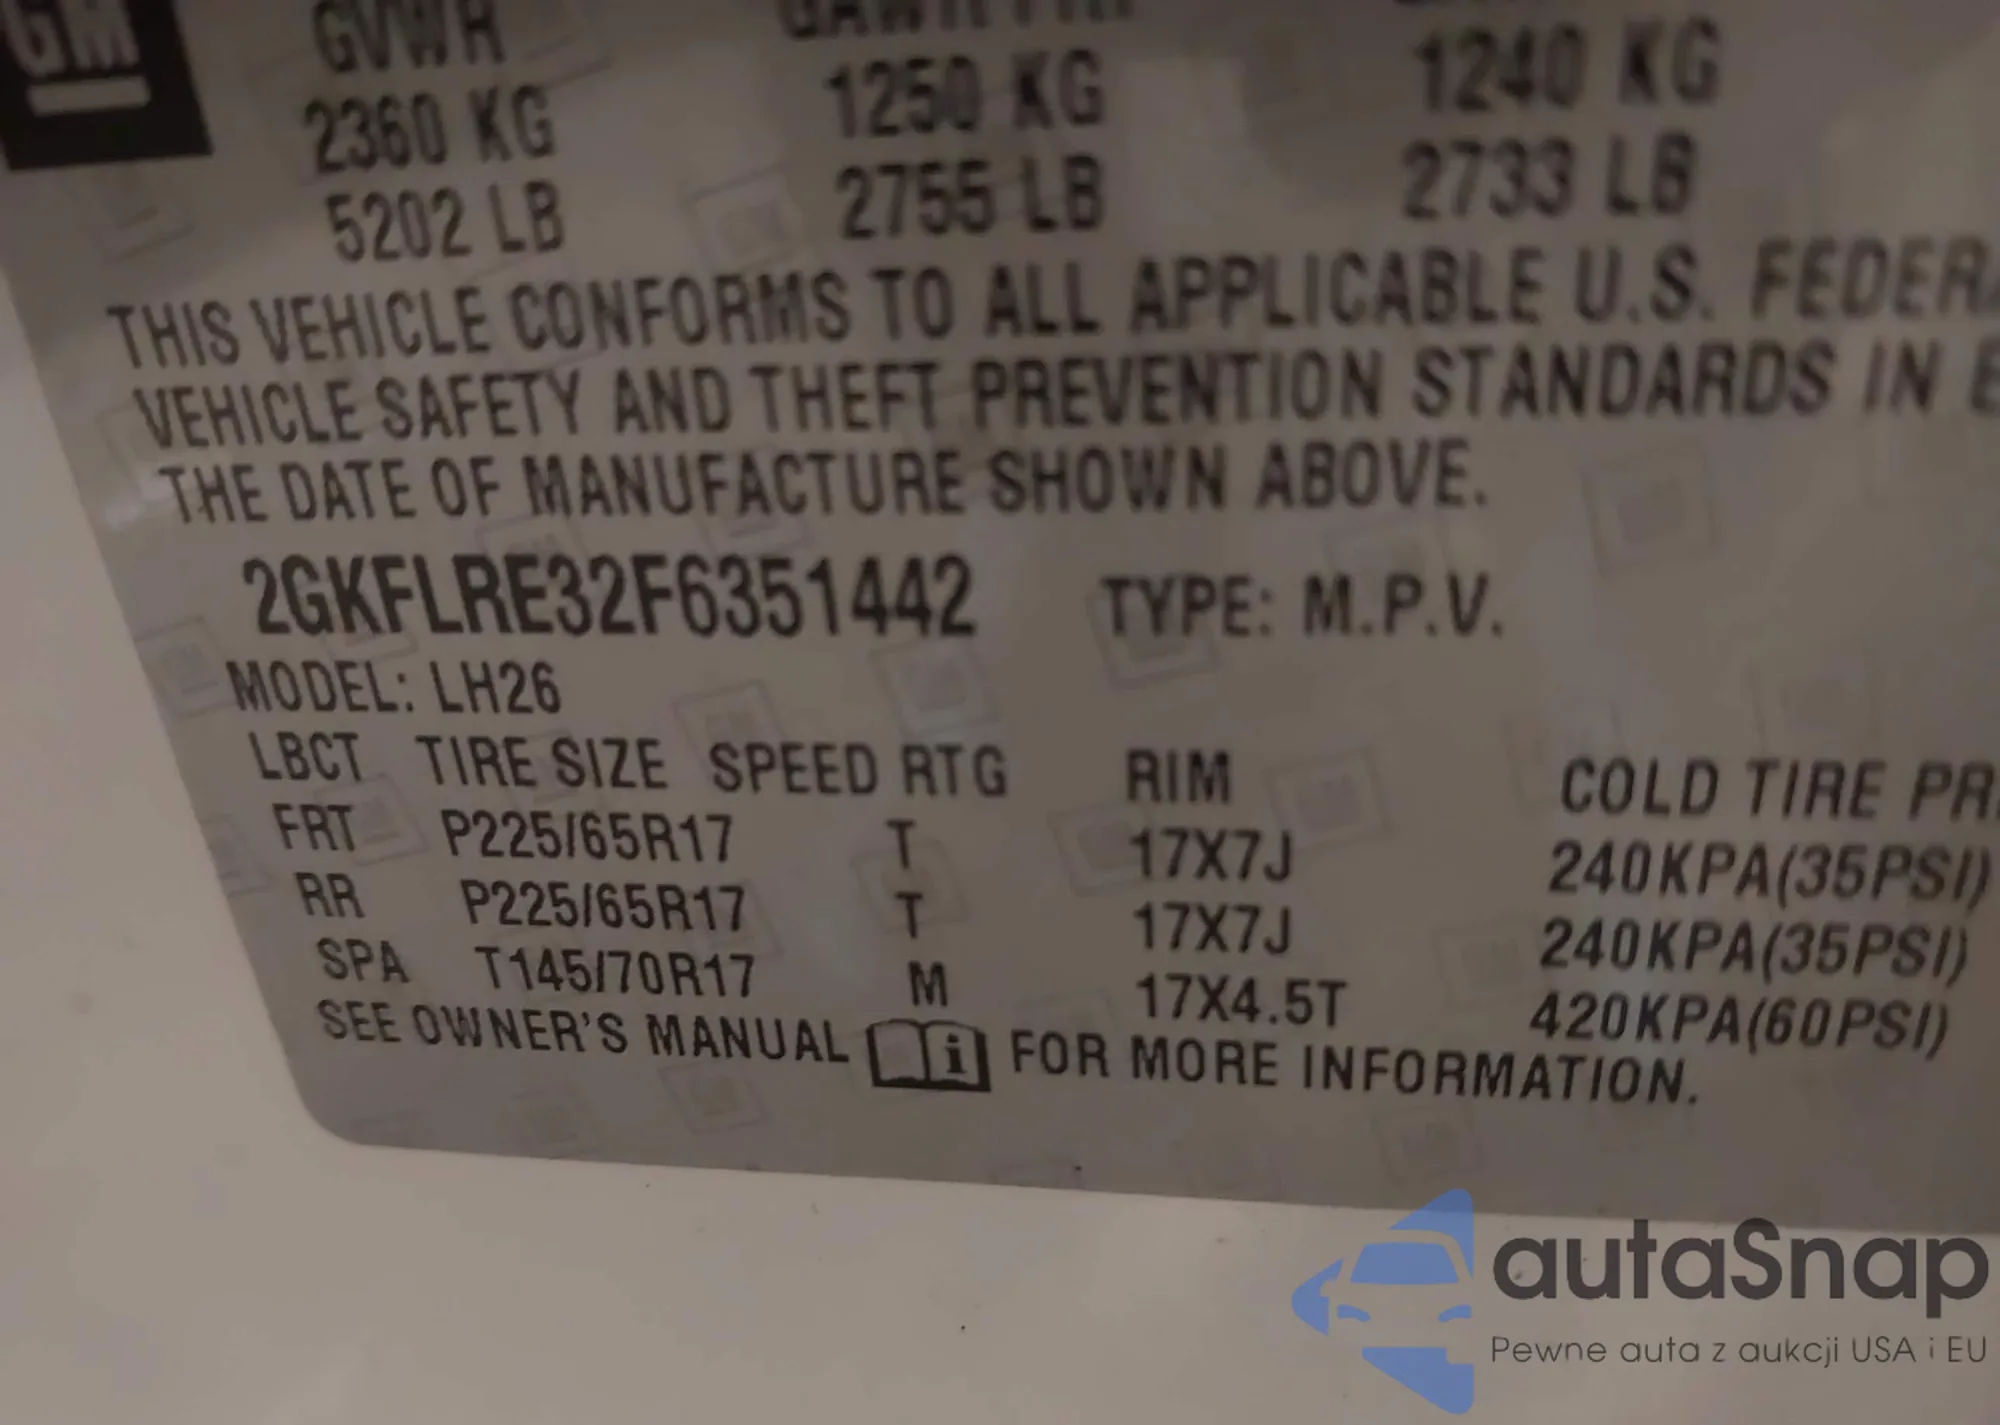 GM
GVWR GAWR FRT
2360 KG 1250 KG 1240 KG
5202 LB 2755 LB 2733 LB
THIS VEHICLE CONFORMS TO ALL APPLICABLE U.S. FEDERA
VEHICLE SAFETY AND THEFT PREVENTION STANDARDS IN E
THE DATE OF MANUFACTURE SHOWN ABOVE.
2GKFLRE32F6351442 TYPE: M.P.V.
MODEL: LH26
LBCT TIRE SIZE SPEED RTG RIM COLD TIRE PR
FRT P225/65R17 T 17X7J 240KPA(35PSI)
RR P225/65R17 T 17X7J 240KPA(35PSI)
SPA T145/70R17 M 17X4.5T 420KPA(60PSI)
SEE OWNER'S MANUAL i FOR MORE INFORMATION.
autaSnap
Pewne auta z aukcji USA i EU